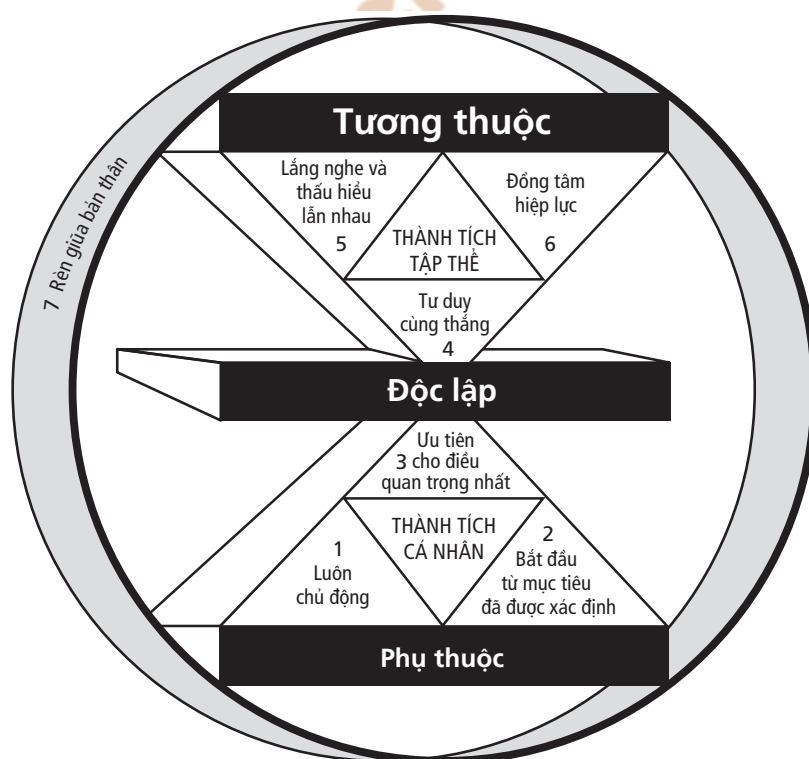 Tương thuộc
Lắng nghe và
thấu hiểu
lẫn nhau
5
THÀNH TÍCH
TẬP THỂ
Đồng tâm
hiệp lực
6
Tư duy
cùng thắng
4
7 Rèn giũa bản thân
Độc lập
Ưu tiên
3 cho điều
quan trọng nhất
1
Luôn
chủ động
THÀNH TÍCH
CÁ NHÂN
2
Bắt đầu
từ mục tiêu
đã được xác định
Phụ thuộc